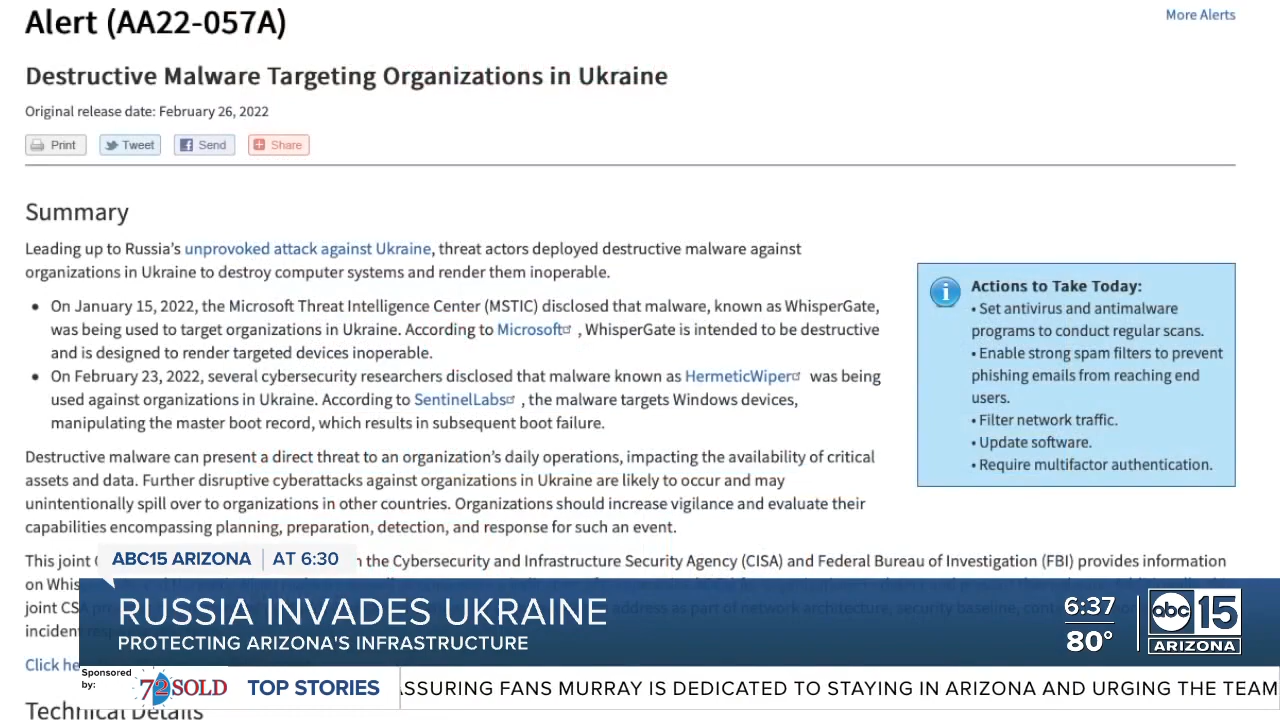 Alert (AA22-057A)
More Alerts
Destructive Malware Targeting Organizations in Ukraine
Original release date: February 26, 2022
Print Tweet Send Share
Summary
Leading up to Russia's unprovoked attack against Ukraine, threat actors deployed destructive malware against
organizations in Ukraine to destroy computer systems and render them inoperable.
• On January 15, 2022, the Microsoft Threat Intelligence Center (MSTIC) disclosed that malware, known as WhisperGate,
was being used to target organizations in Ukraine. According to Microsoft , WhisperGate is intended to be destructive
and is designed to render targeted devices inoperable.
• On February 23, 2022, several cybersecurity researchers disclosed that malware known as HermeticWiper was being
used against organizations in Ukraine. According to SentinelLabs , the malware targets Windows devices,
manipulating the master boot record, which results in subsequent boot failure.
Destructive malware can present a direct threat to an organization's daily operations, impacting the availability of critical
assets and data. Further disruptive cyberattacks against organizations in Ukraine are likely to occur and may
unintentionally spill over to organizations in other countries. Organizations should increase vigilance and evaluate their
capabilities encompassing planning, preparation, detection, and response for such an event.
Actions to Take Today:
• Set antivirus and antimalware
programs to conduct regular scans.
• Enable strong spam filters to prevent
phishing emails from reaching end
users.
• Filter network traffic.
• Update software.
• Require multifactor authentication.
This joint the Cybersecurity and Infrastructure Security Agency (CISA) and Federal Bureau of Investigation (FBI) provides information
on address as part of network architecture, security baseline,
joint CSA
incident
Click
Technical Details
ABC15 ARIZONA AT 6:30
RUSSIA INVADES UKRAINE
PROTECTING ARIZONA'S INFRASTRUCTURE
6:37
80°
abc 15
ARIZONA
Sponsored
by:
72SOLD
TOP STORIES
ASSURING FANS MURRAY IS DEDICATED TO STAYING IN ARIZONA AND URGING THE TEAM